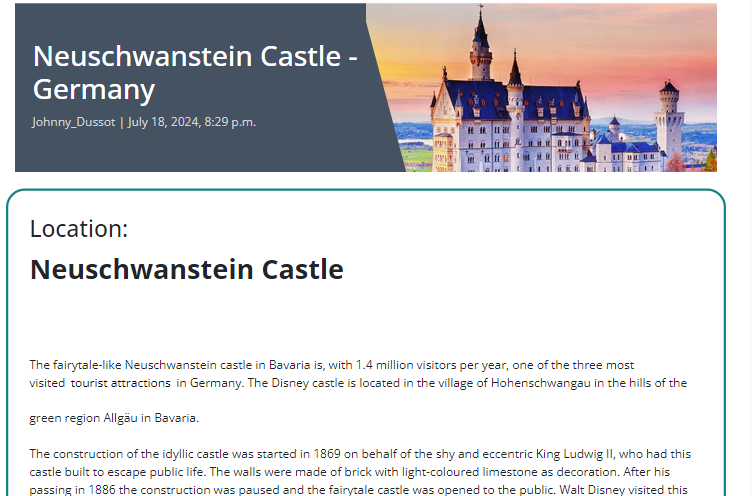 Neuschwanstein Castle -
Germany
Johnny_Dussot | July 18, 2024, 8:29 p.m.
Location:
Neuschwanstein Castle
The fairytale-like Neuschwanstein castle in Bavaria is, with 1.4 million visitors per year, one of the three most
visited tourist attractions in Germany. The Disney castle is located in the village of Hohenschwangau in the hills of the
green region Allgäu in Bavaria.
The construction of the idyllic castle was started in 1869 on behalf of the shy and eccentric King Ludwig II, who had this
castle built to escape public life. The walls were made of brick with light-coloured limestone as decoration. After his
passing in 1886 the construction was paused and the fairytale castle was opened to the public. Walt Disney visited this